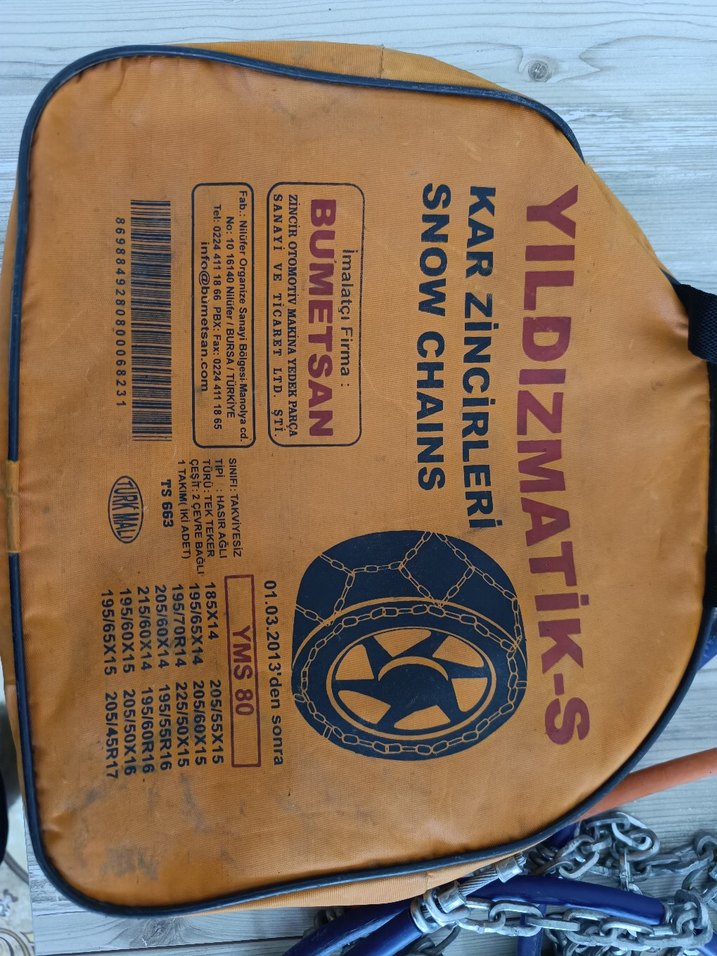 YILDIZMATİK-S
KAR ZİNCİRLERİ
SNOW CHAINS
İmalatçı Firma :
BUMETSAN
ZİNCİR OTOMOTİV MAKİNA YEDEK PARÇA
SANAYİ VE TİCARET LTD. ŞTİ.
Fab.: Nilüfer Organize Sanayi Bölgesi Manolya cd.
No: 10 16140 Nilüfer / BURSA / TÜRKİYE
Tel: 0224 411 18 66 PBX: Fax: 0224 411 18 65
info@bumetsan.com
8698849280800068231
01.03.2013'den sonra
YMS 80
185X14 205/55X15
195/65X14 205/60X15
195/70R14 225/50X15
205/60X14 195/55R16
215/60X14 195/60R16
195/60X15 205/50X16
195/65X15 205/45R17
SINIFI: TAKVİYESİZ
TİPİ : HASIR AĞLI
TÜRÜ : TEK TEKER
ÇEŞİT: 2 ÇEVRE BAĞLI
1 TAKIM ( İKİ ADET)
TS 663
TÜRK MALI